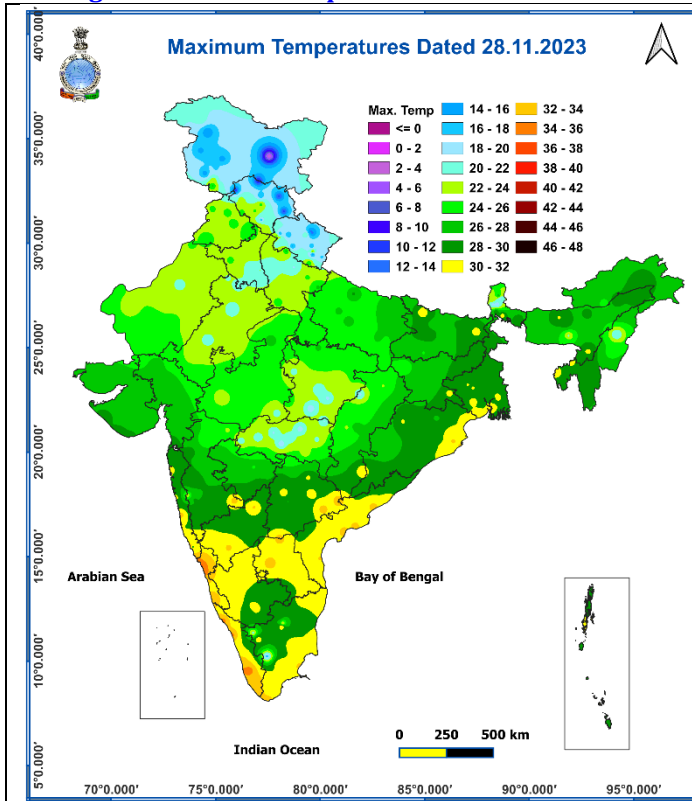 Maximum Temperatures Dated 28.11.2023
40°0.000'
35°0.000'
30°0.000'
25°0.000'
20°0.000'
15°0.000'
10°0.000'
5°0.000'
Max. Temp
<= 0
0 - 2
2 - 4
4 - 6
6 - 8
8 - 10
10 - 12
12 - 14
14 - 16
16 - 18
18 - 20
20 - 22
22 - 24
24 - 26
26 - 28
28 - 30
30 - 32
32 - 34
34 - 36
36 - 38
38 - 40
40 - 42
42 - 44
44 - 46
46 - 48
Arabian Sea
Bay of Bengal
Indian Ocean
0 250 500 km
70°0.000' 75°0.000' 80°0.000' 85°0.000' 90°0.000' 95°0.000'